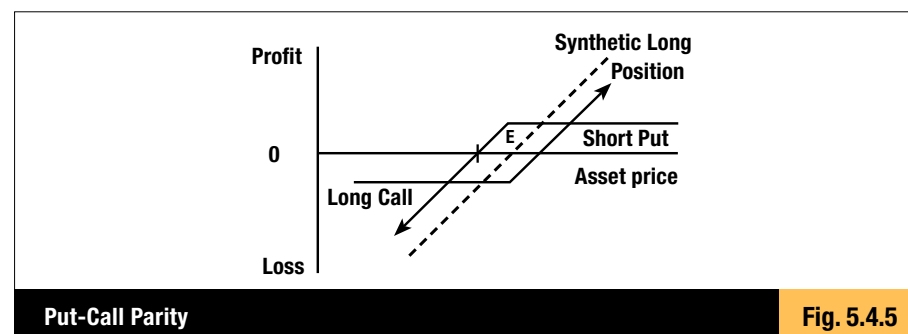 Synthetic Long
Position
Profit
E
0
Short Put
Asset price
Long Call
Loss
Put-Call Parity
Fig. 5.4.5